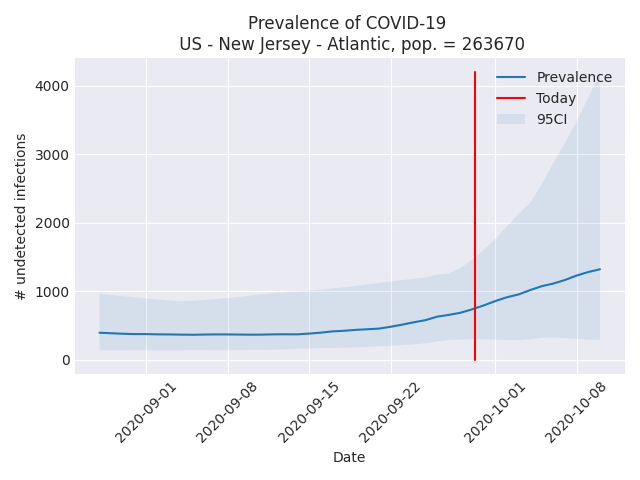 Prevalence of COVID-19
US - New Jersey - Atlantic, pop. = 263670
Prevalence
Today
95CI
4000
3000
2000
1000
0
# undetected infections
2020-09-01
2020-09-08
2020-09-15
2020-09-22
2020-10-01
2020-10-08
Date